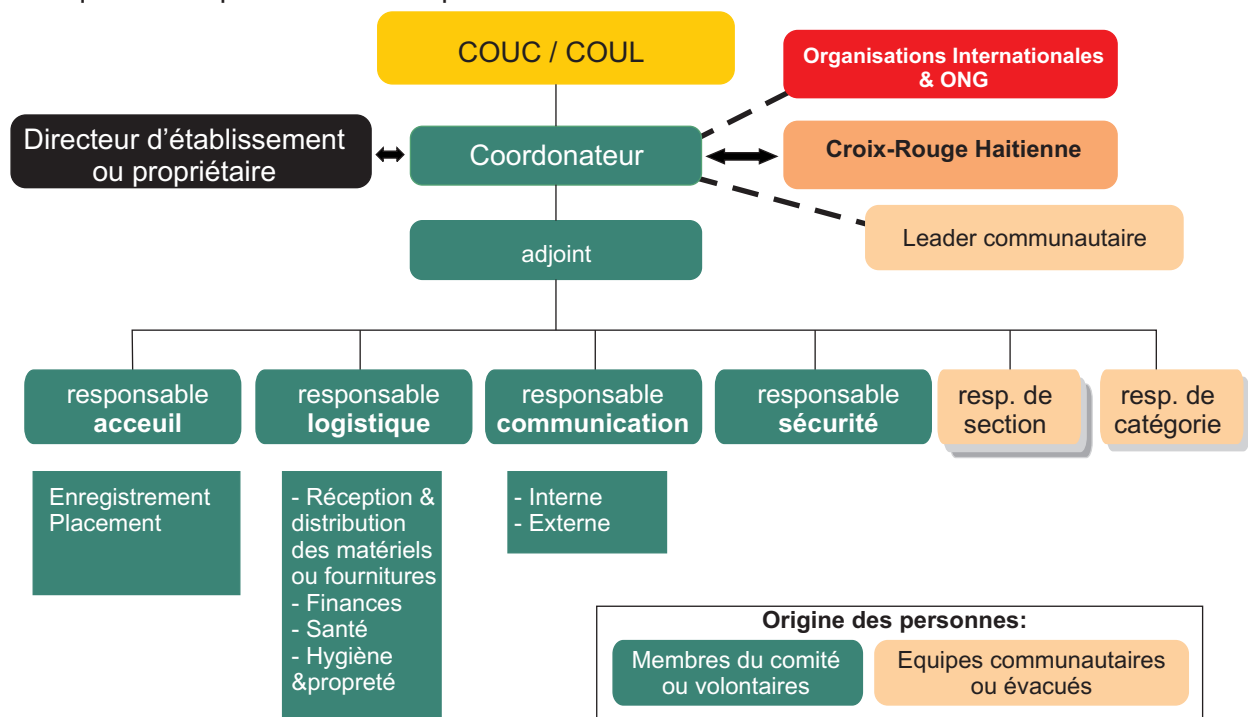 COUC / COUL
Organisations Internationales
& ONG
Directeur d'établissement
ou propriétaire
Coordonateur
Croix-Rouge Haitienne
Leader communautaire
adjoint
responsable
acceuil
responsable
logistique
responsable
communication
responsable
sécurité
resp. de
section
resp. de
catégorie
Enregistrement
Placement
- Réception &
distribution
des matériels
ou fournitures
- Finances
- Santé
- Hygiène
&propreté
- Interne
- Externe
Origine des personnes:
Membres du comité
ou volontaires
Equipes communautaires
ou évacués